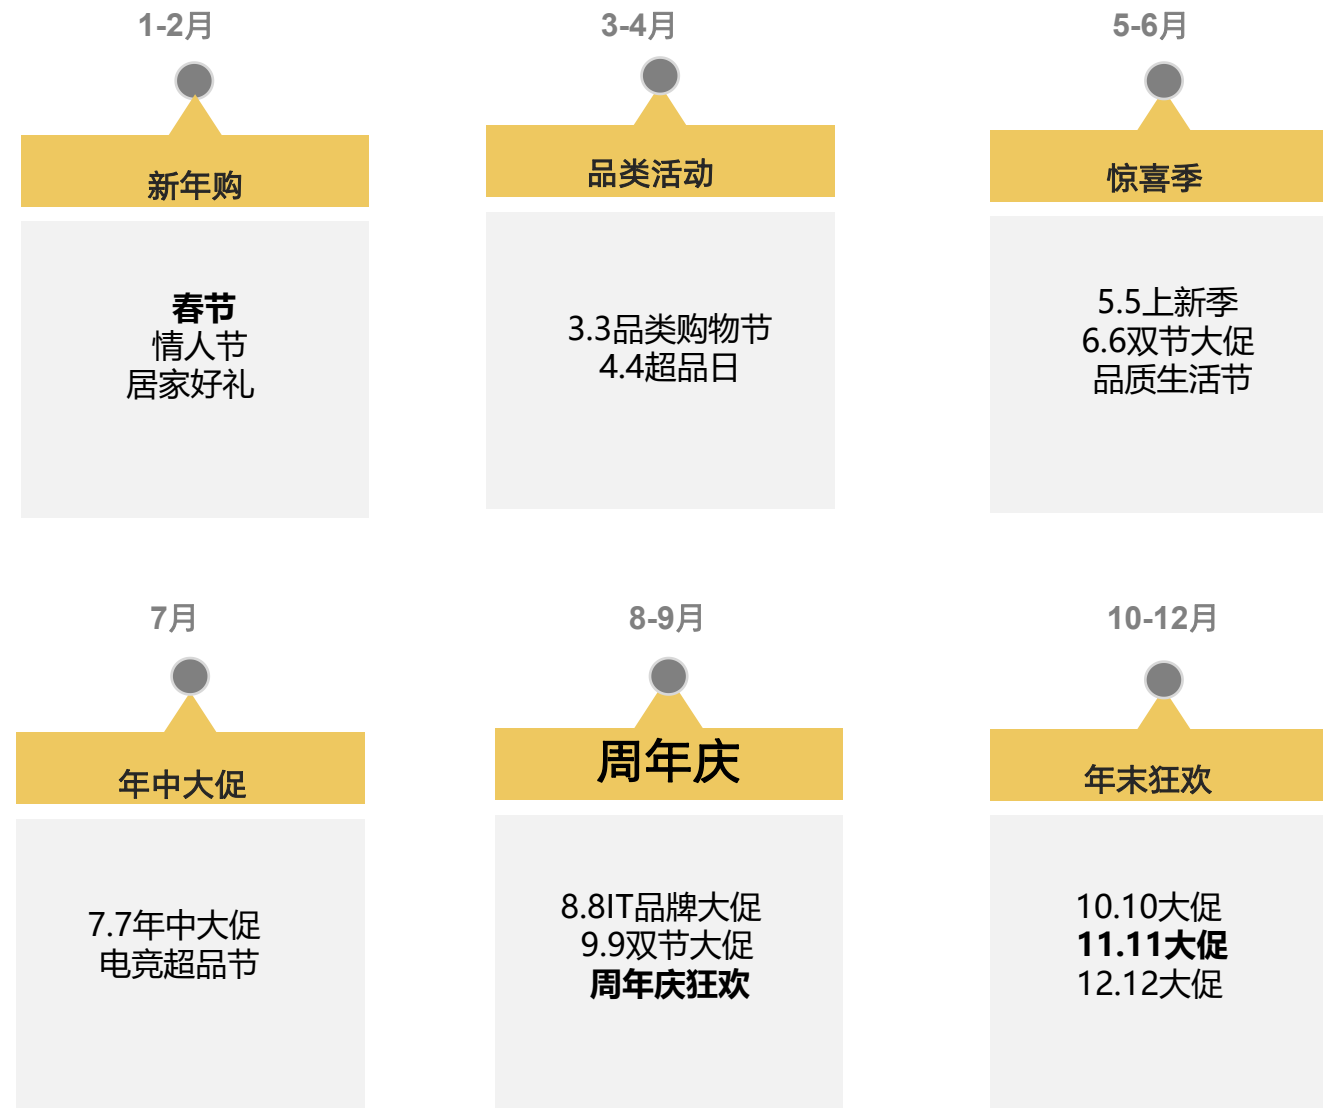 1-2月
新年购
春节
情人节
居家好礼
3-4月
品类活动
3.3品类购物节
4.4超品日
5-6月
惊喜季
5.5上新季
6.6双节大促
品质生活节
7月
年中大促
7.7年中大促
电竞超品节
8-9月
周年庆
8.8IT品牌大促
9.9双节大促
周年庆狂欢
10-12月
年末狂欢
10.10大促
11.11大促
12.12大促